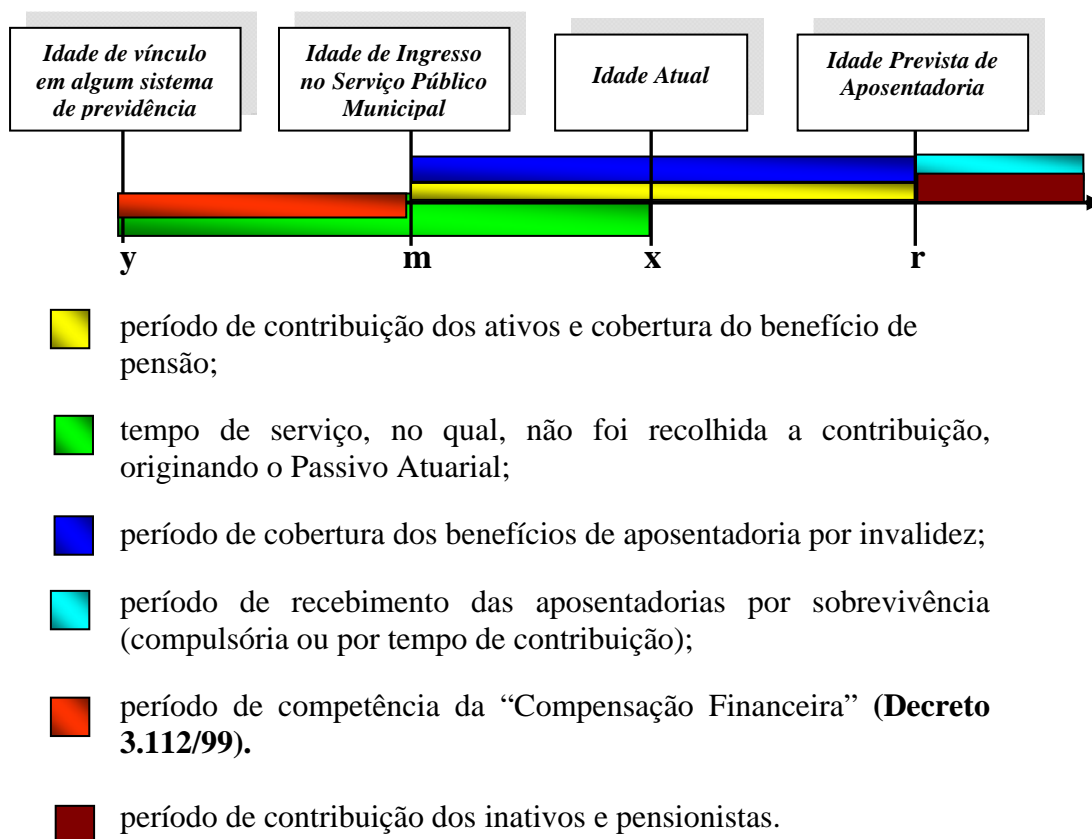 Idade de vínculo
em algum sistema
de previdência
Idade de Ingresso
no Serviço Público
Municipal
Idade Atual
Idade Prevista de
Aposentadoria
y
m
x
r
período de contribuição dos ativos e cobertura do benefício de
pensão;
tempo de serviço, no qual, não foi recolhida a contribuição,
originando o Passivo Atuarial;
período de cobertura dos benefícios de aposentadoria por invalidez;
período de recebimento das aposentadorias por sobrevivência
(compulsória ou por tempo de contribuição);
período de competência da “Compensação Financeira” (Decreto
3.112/99).
período de contribuição dos inativos e pensionistas.